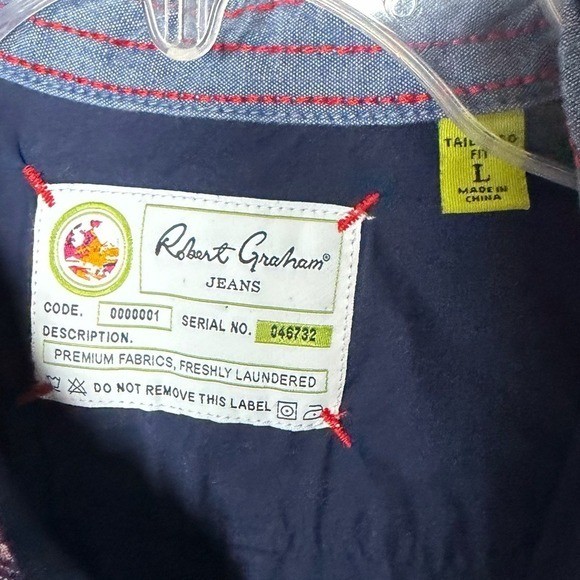 TAILORED
FIT
L
MADE IN
CHINA
Robert Graham®
JEANS
CODE. 0000001 SERIAL NO. 046732
DESCRIPTION.
PREMIUM FABRICS, FRESHLY LAUNDERED
DO NOT REMOVE THIS LABEL